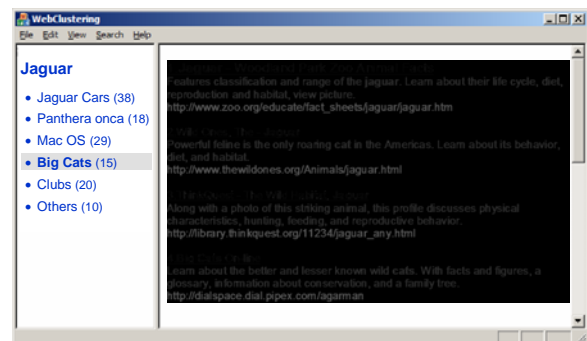 WebClustering
File Edit View Search Help
Jaguar
• Jaguar Cars (38)
• Panthera onca (18)
• Mac OS (29)
• Big Cats (15)
• Clubs (20)
• Others (10)
Features classification and range of the jaguar. Learn about their life cycle, diet,
reproduction and habitat, view picture.
http://www.zoo.org/educate/fact_sheets/jaguar/jaguar.htm
Powerful feline is the only roaring cat in the Americas. Learn about its behavior,
diet, and habitat.
http://www.thewildones.org/Animals/jaguar.html
Along with a photo of this striking animal, this profile discusses physical
characteristics, hunting, feeding, and reproductive behavior.
http://library.thinkquest.org/11234/jaguar_any.html
Learn about the better and lesser known wild cats. With facts and figures, a
glossary, information about conservation, and a family tree.
http://dialspace.dial.pipex.com/agarman